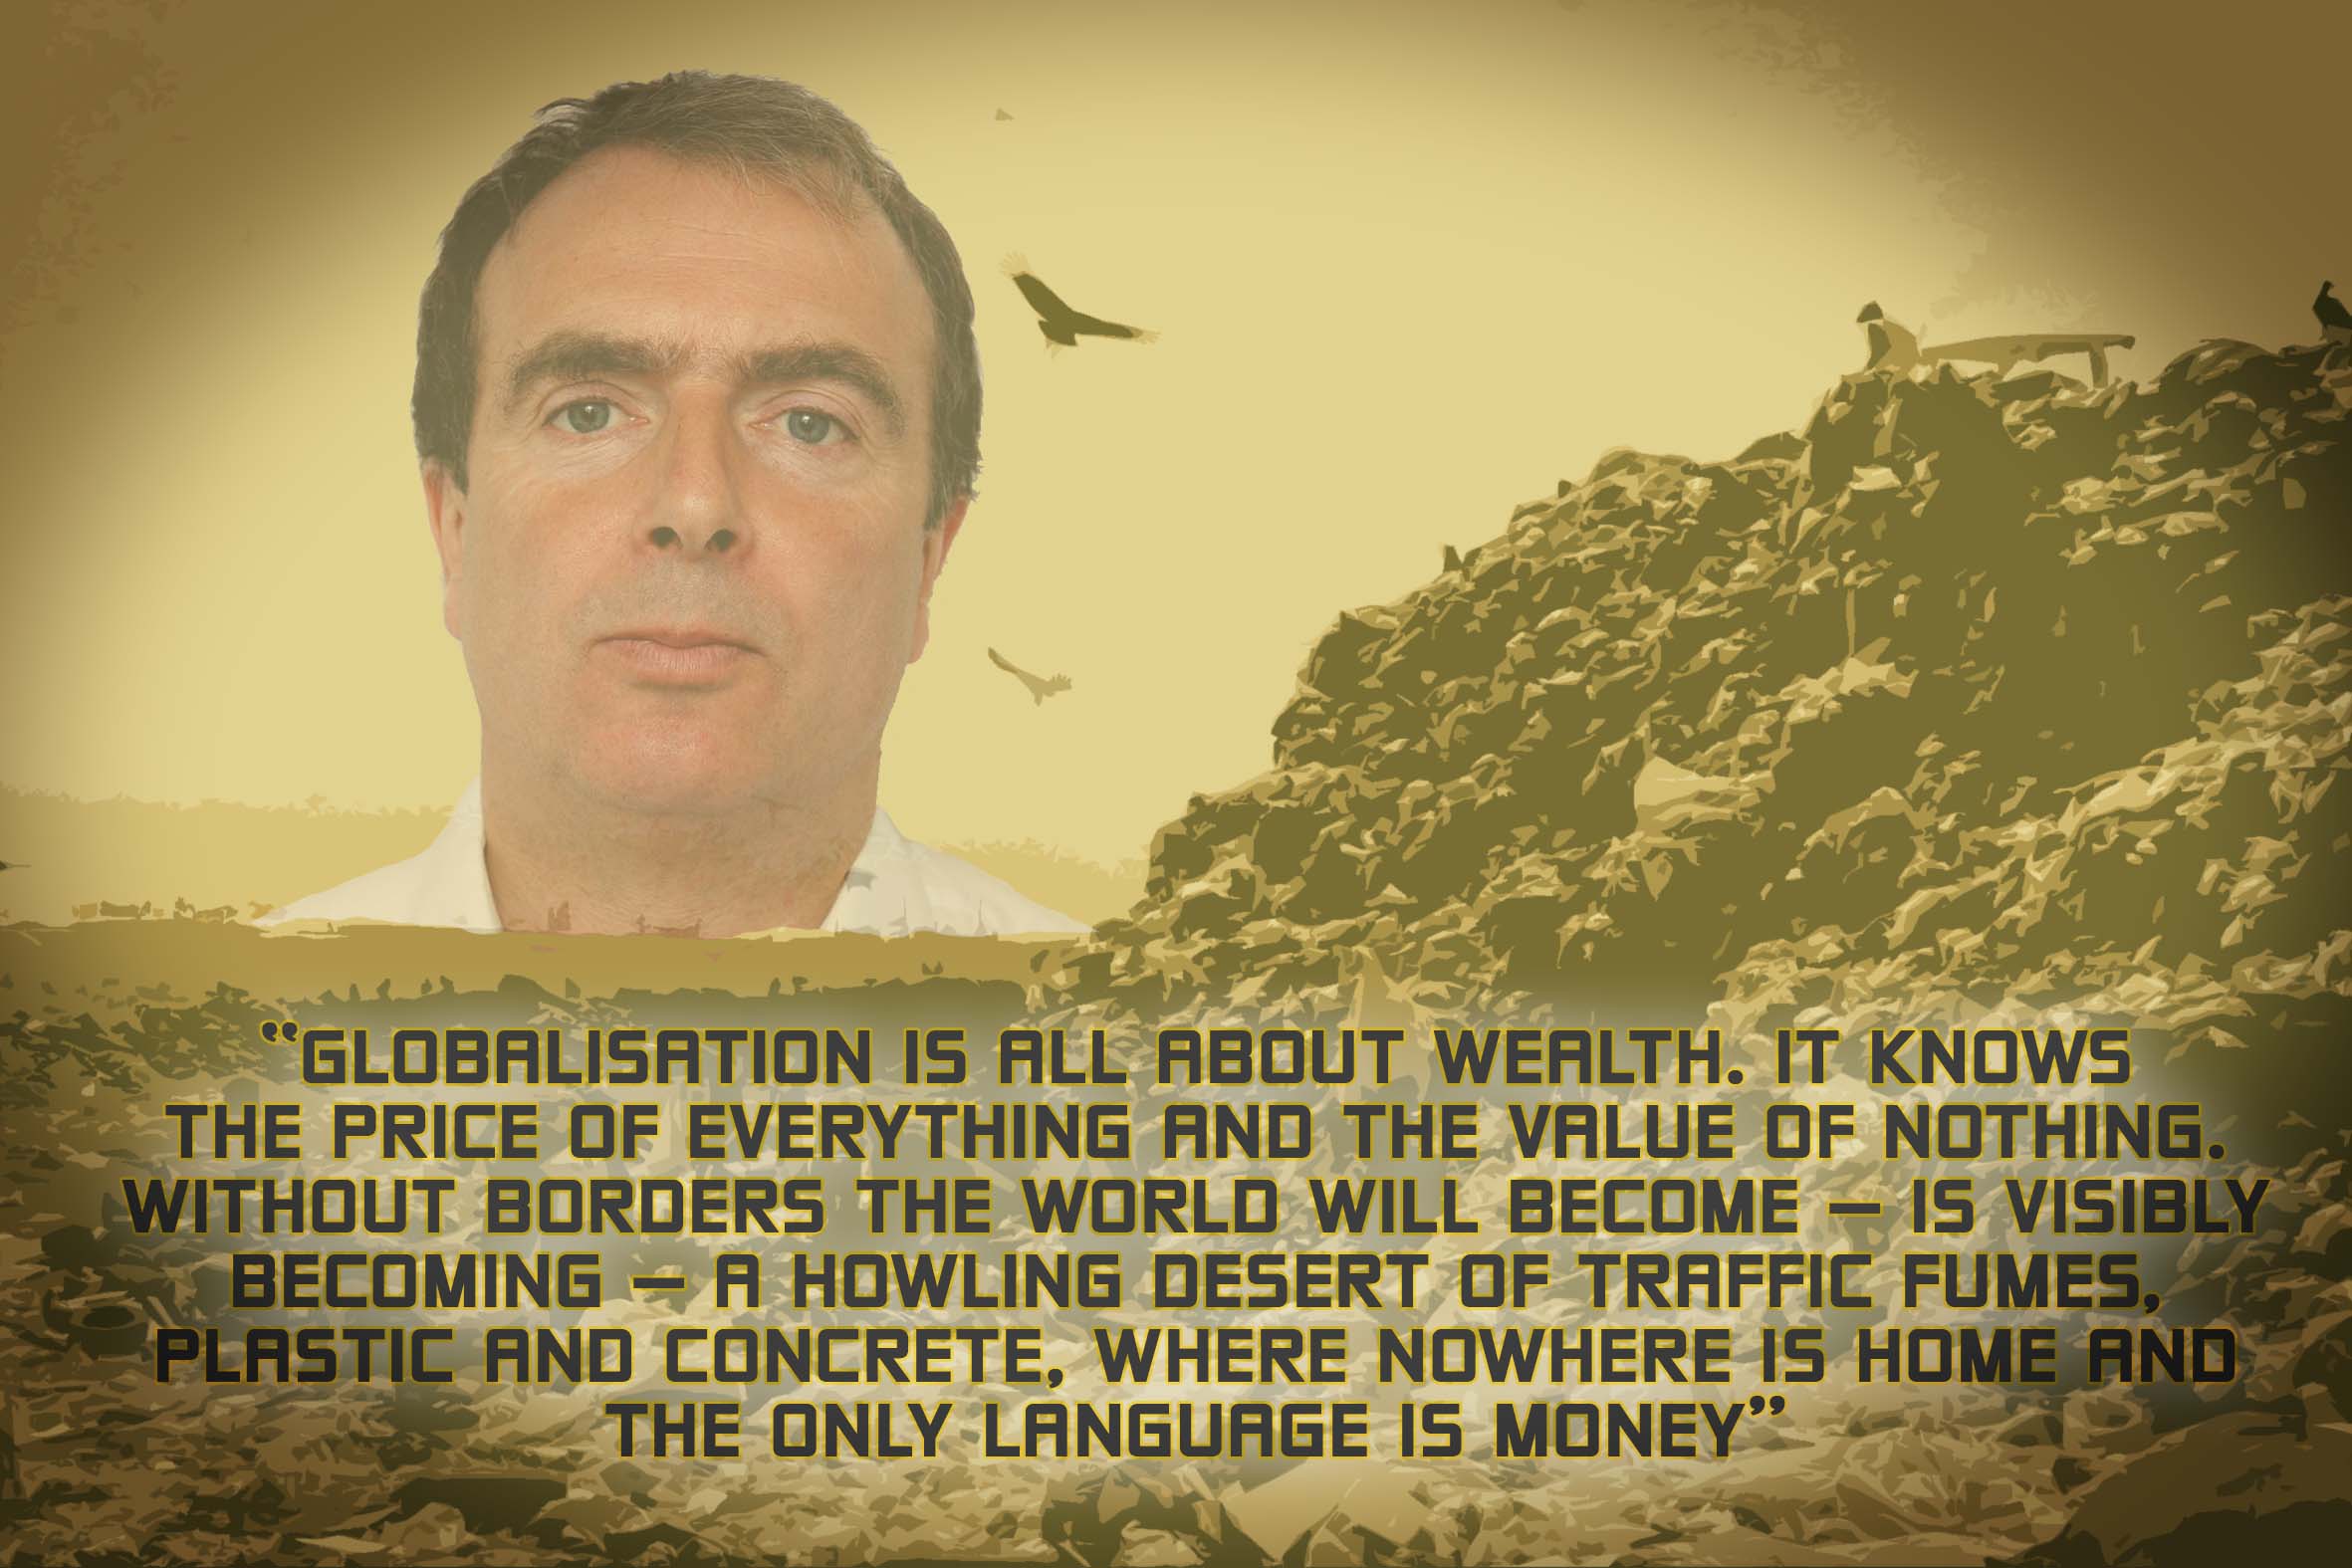 “GLOBALISATION IS ALL ABOUT WEALTH. IT KNOWS
THE PRICE OF EVERYTHING AND THE VALUE OF NOTHING.
WITHOUT BORDERS THE WORLD WILL BECOME – IS VISIBLY
BECOMING – A HOWLING DESERT OF TRAFFIC FUMES,
PLASTIC AND CONCRETE, WHERE NOWHERE IS HOME AND
THE ONLY LANGUAGE IS MONEY”